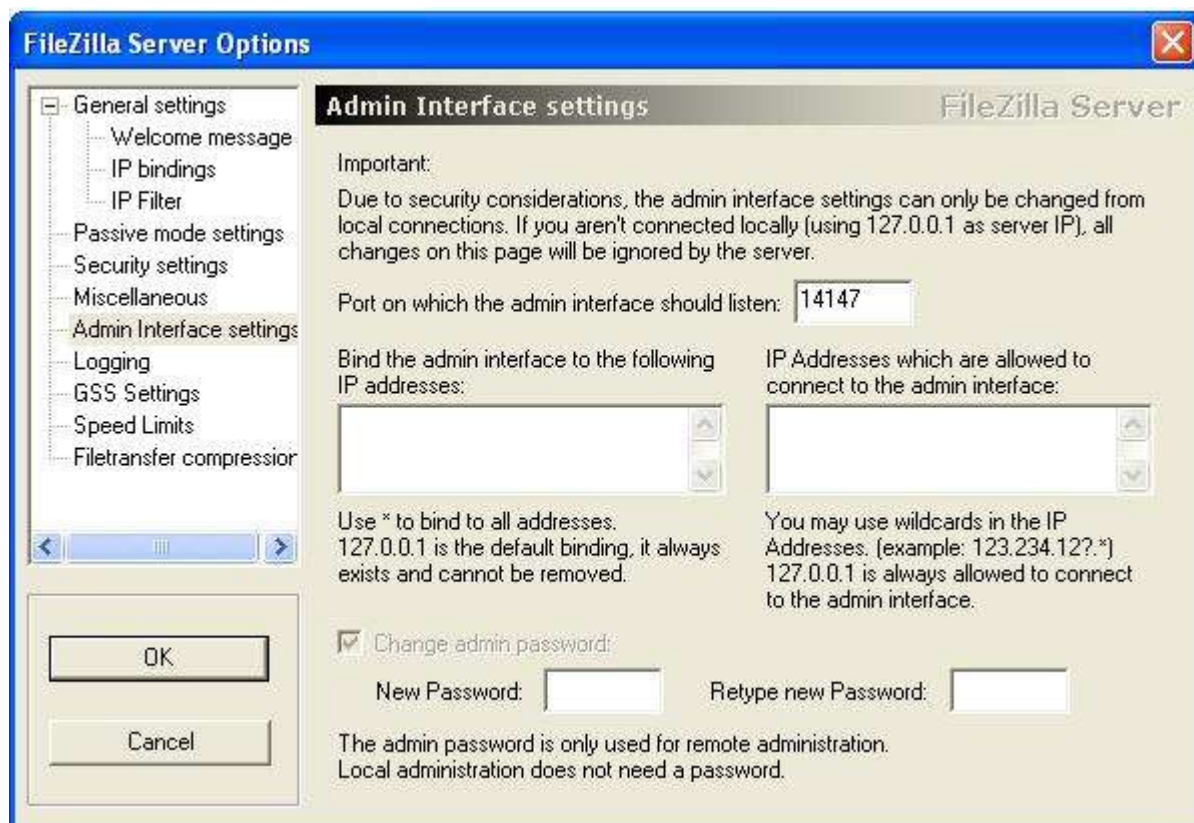 FileZilla Server Options
General settings
Welcome message
IP bindings
IP Filter
Passive mode settings
Security settings
Miscellaneous
Admin Interface settings
Logging
GSS Settings
Speed Limits
Filetransfer compression
OK
Cancel
Admin Interface settings
FileZilla Server
Important:
Due to security considerations, the admin interface settings can only be changed from
local connections. If you aren't connected locally (using 127.0.0.1 as server IP), all
changes on this page will be ignored by the server.
Port on which the admin interface should listen: 14147
Bind the admin interface to the following
IP addresses:
Use * to bind to all addresses.
127.0.0.1 is the default binding, it always
exists and cannot be removed.
IP Addresses which are allowed to
connect to the admin interface:
You may use wildcards in the IP
Addresses. (example: 123.234.12?.*)
127.0.0.1 is always allowed to connect
to the admin interface.
Change admin password:
New Password: Retype new Password:
The admin password is only used for remote administration.
Local administration does not need a password.